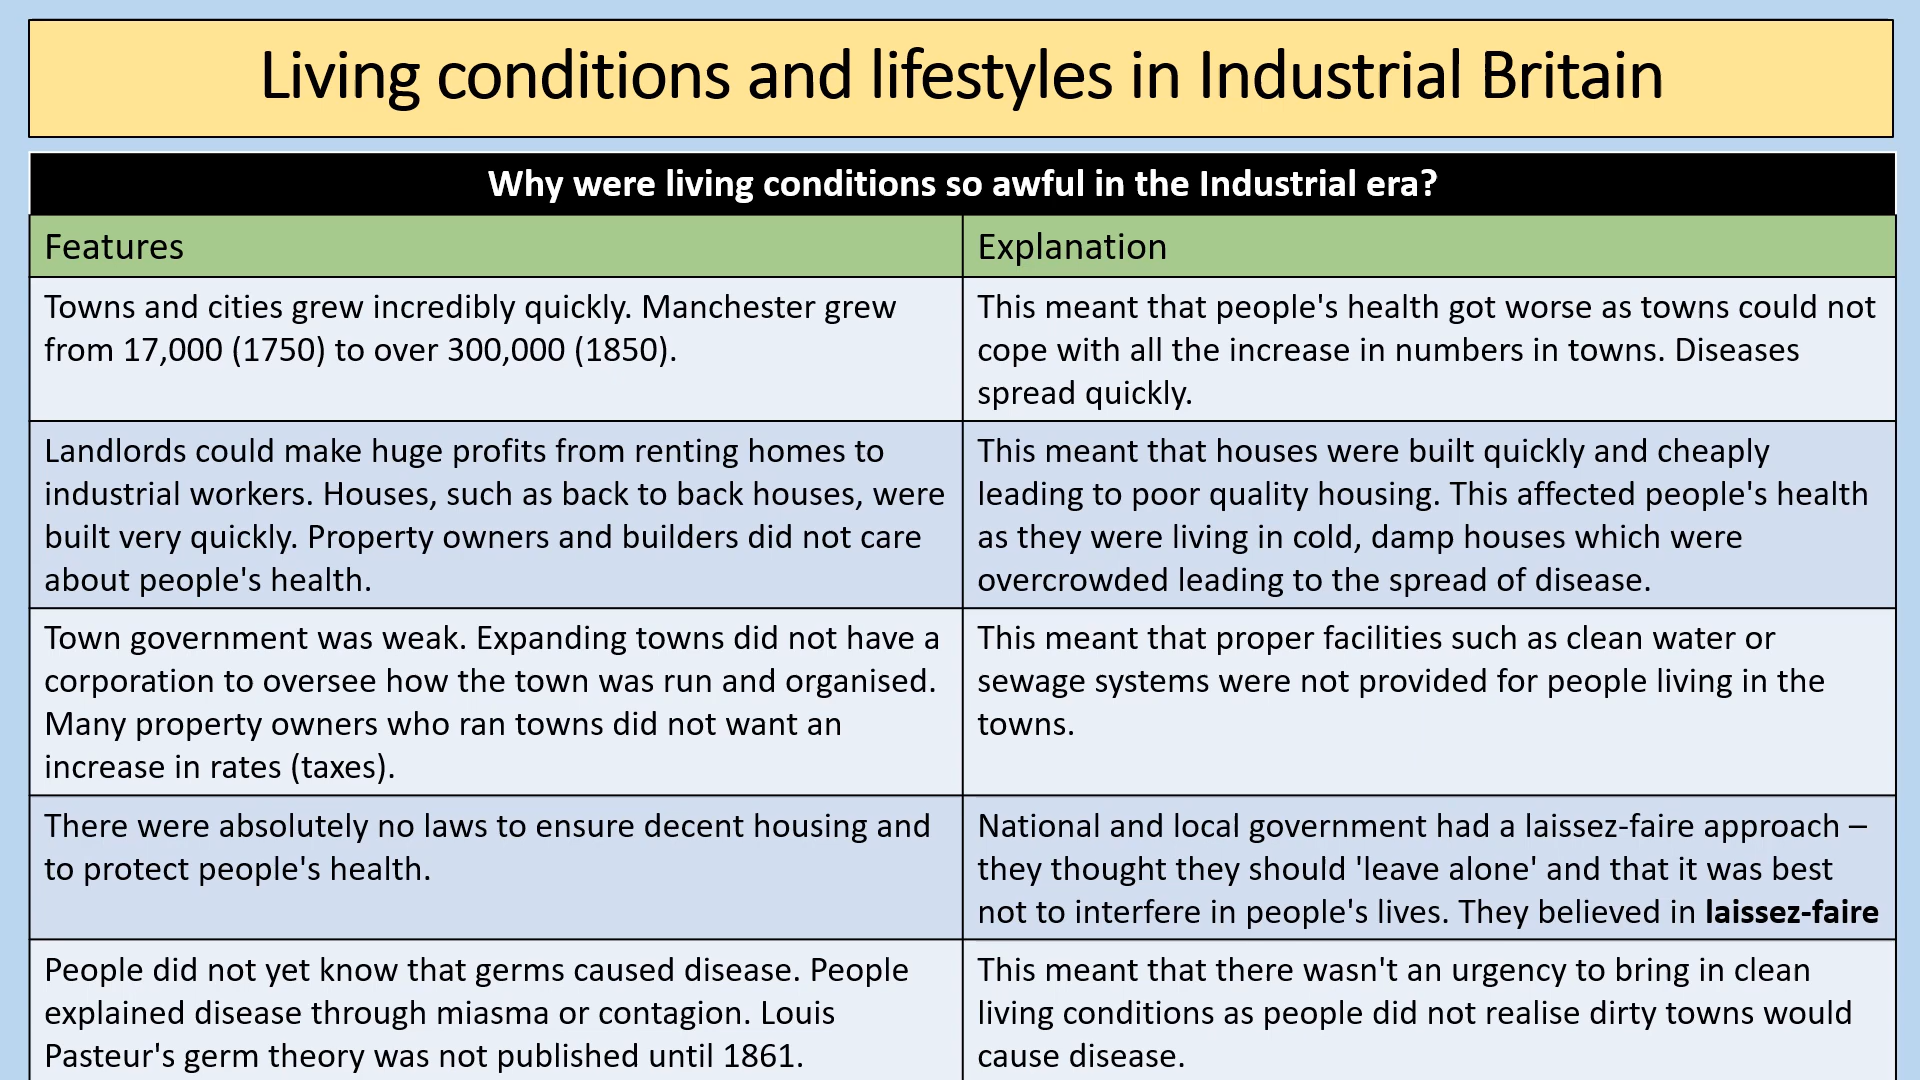 Living conditions and lifestyles in Industrial Britain
Why were living conditions so awful in the Industrial era?
Features
Explanation
Towns and cities grew incredibly quickly. Manchester grew
from 17,000 (1750) to over 300,000 (1850).
This meant that people's health got worse as towns could not
cope with all the increase in numbers in towns. Diseases
spread quickly.
Landlords could make huge profits from renting homes to
industrial workers. Houses, such as back to back houses, were
built very quickly. Property owners and builders did not care
about people's health.
This meant that houses were built quickly and cheaply
leading to poor quality housing. This affected people's health
as they were living in cold, damp houses which were
overcrowded leading to the spread of disease.
Town government was weak. Expanding towns did not have a
corporation to oversee how the town was run and organised.
Many property owners who ran towns did not want an
increase in rates (taxes).
This meant that proper facilities such as clean water or
sewage systems were not provided for people living in the
towns.
There were absolutely no laws to ensure decent housing and
to protect people's health.
National and local government had a laissez-faire approach –
they thought they should 'leave alone' and that it was best
not to interfere in people's lives. They believed in laissez-faire
People did not yet know that germs caused disease. People
explained disease through miasma or contagion. Louis
Pasteur's germ theory was not published until 1861.
This meant that there wasn't an urgency to bring in clean
living conditions as people did not realise dirty towns would
cause disease.